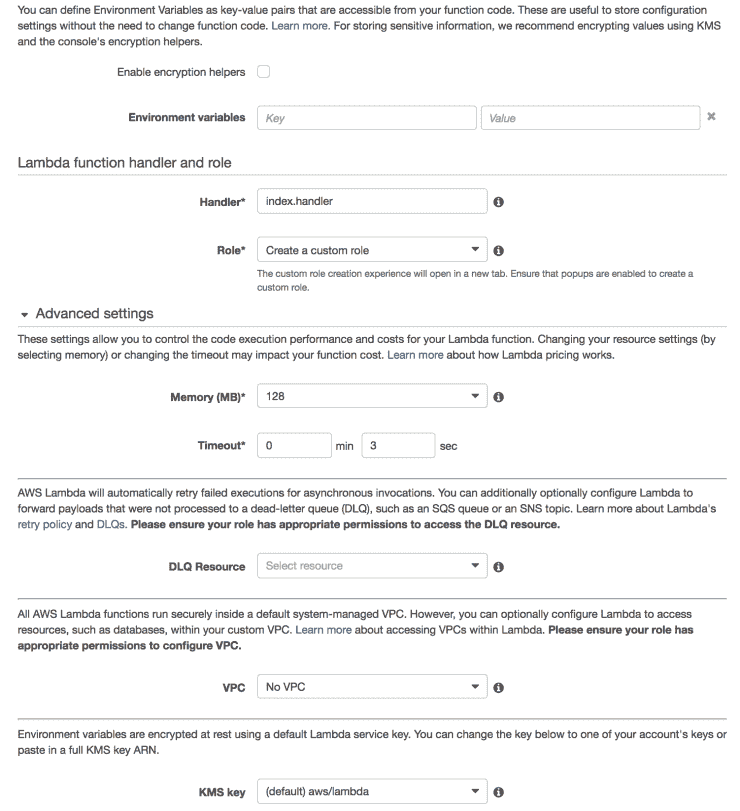 You can define Environment Variables as key-value pairs that are accessible from your function code. These are useful to store configuration
settings without the need to change function code. Learn more. For storing sensitive information, we recommend encrypting values using KMS
and the console's encryption helpers.
Enable encryption helpers
Environment variables Key Value
Lambda function handler and role
Handler* index.handler
Role* Create a custom role
The custom role creation experience will open in a new tab. Ensure that popups are enabled to create a
custom role.
Advanced settings
These settings allow you to control the code execution performance and costs for your Lambda function. Changing your resource settings (by
selecting memory) or changing the timeout may impact your function cost. Learn more about how Lambda pricing works.
Memory (MB)* 128
Timeout* 0 min 3 sec
AWS Lambda will automatically retry failed executions for asynchronous invocations. You can additionally optionally configure Lambda to
forward payloads that were not processed to a dead-letter queue (DLQ), such as an SQS queue or an SNS topic. Learn more about Lambda's
retry policy and DLQs. Please ensure your role has appropriate permissions to access the DLQ resource.
DLQ Resource Select resource
All AWS Lambda functions run securely inside a default system-managed VPC. However, you can optionally configure Lambda to access
resources, such as databases, within your custom VPC. Learn more about accessing VPCs within Lambda. Please ensure your role has
appropriate permissions to configure VPC.
VPC No VPC
Environment variables are encrypted at rest using a default Lambda service key. You can change the key below to one of your account's keys or
paste in a full KMS key ARN.
KMS key (default) aws/lambda